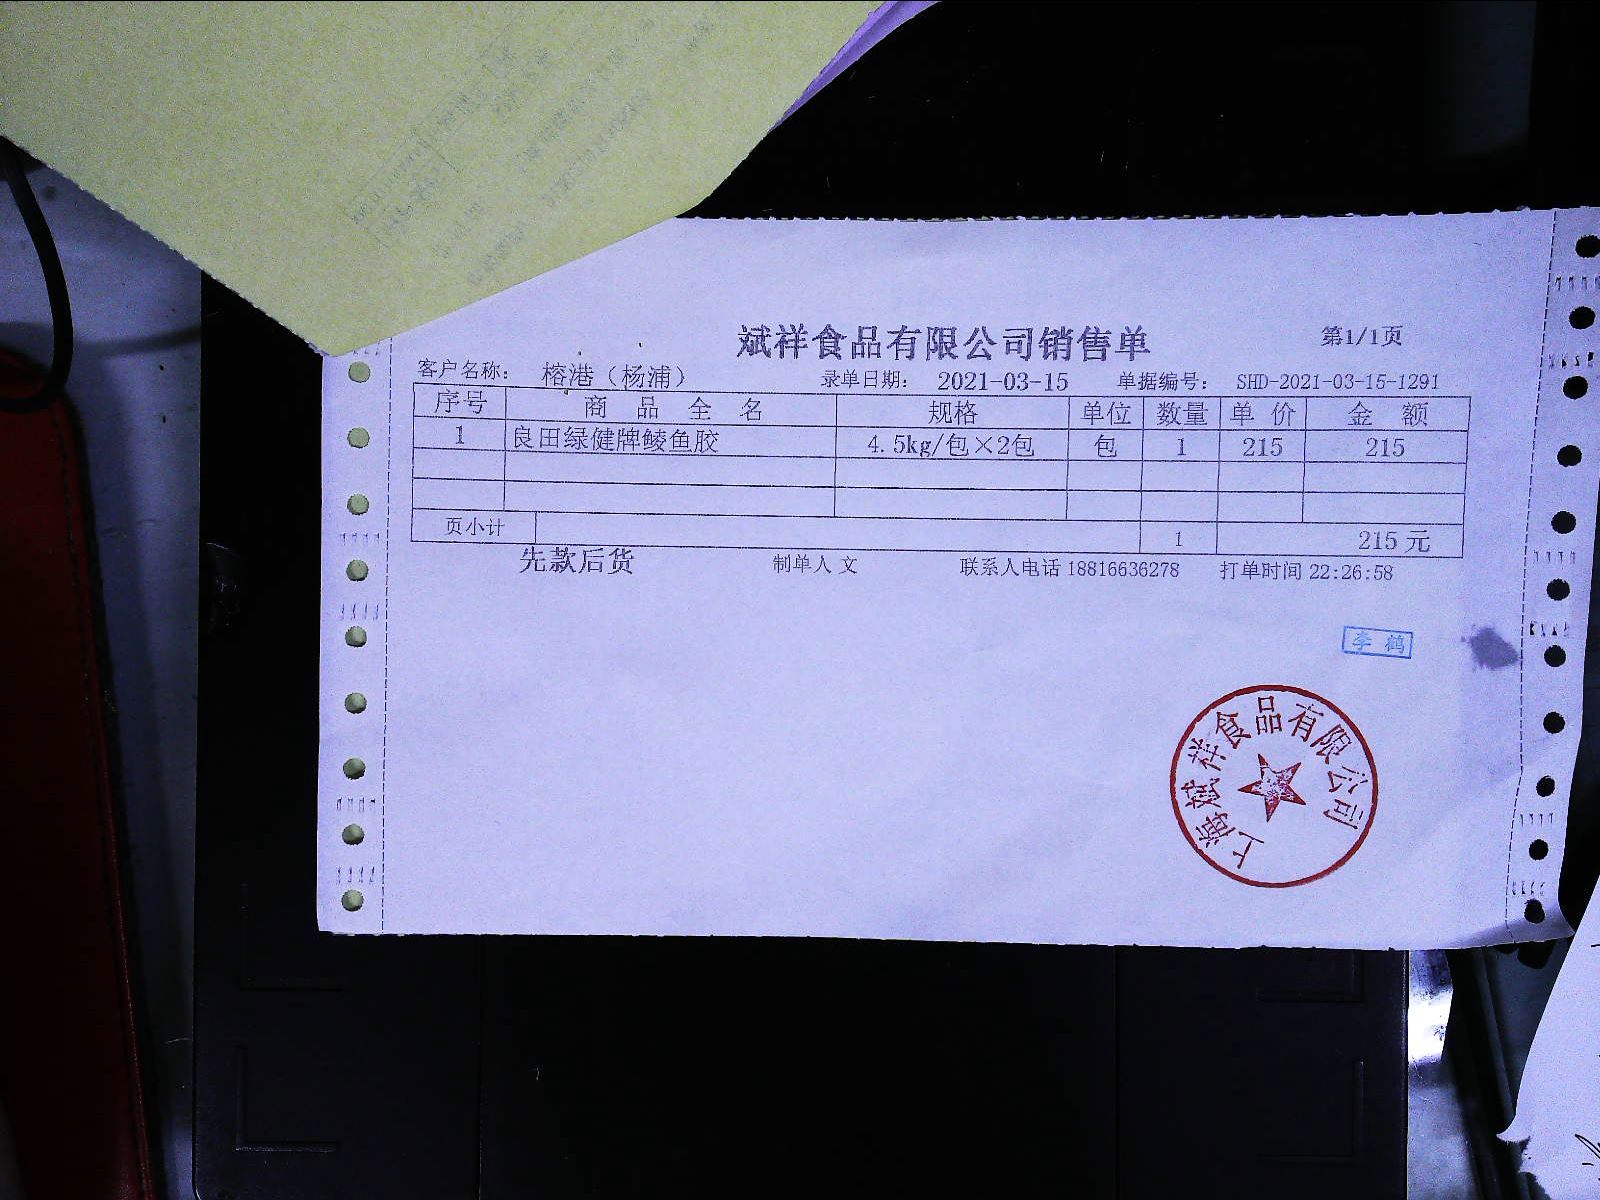 斌祥食品有限公司销售单
第1/1页
客户名称: 榕港（杨浦） 录单日期: 2021-03-15 单据编号: SHD-2021-03-15-1291
序号 商品全名 规格 单位 数量 单价 金额
1 良田绿健牌鲮鱼胶 4.5kg/包×2包 包 1 215 215
页小计 1 215元
先款后货 制单人 文 联系人电话 18816636278 打单时间 22:26:58
李鹤
上海斌祥食品有限公司